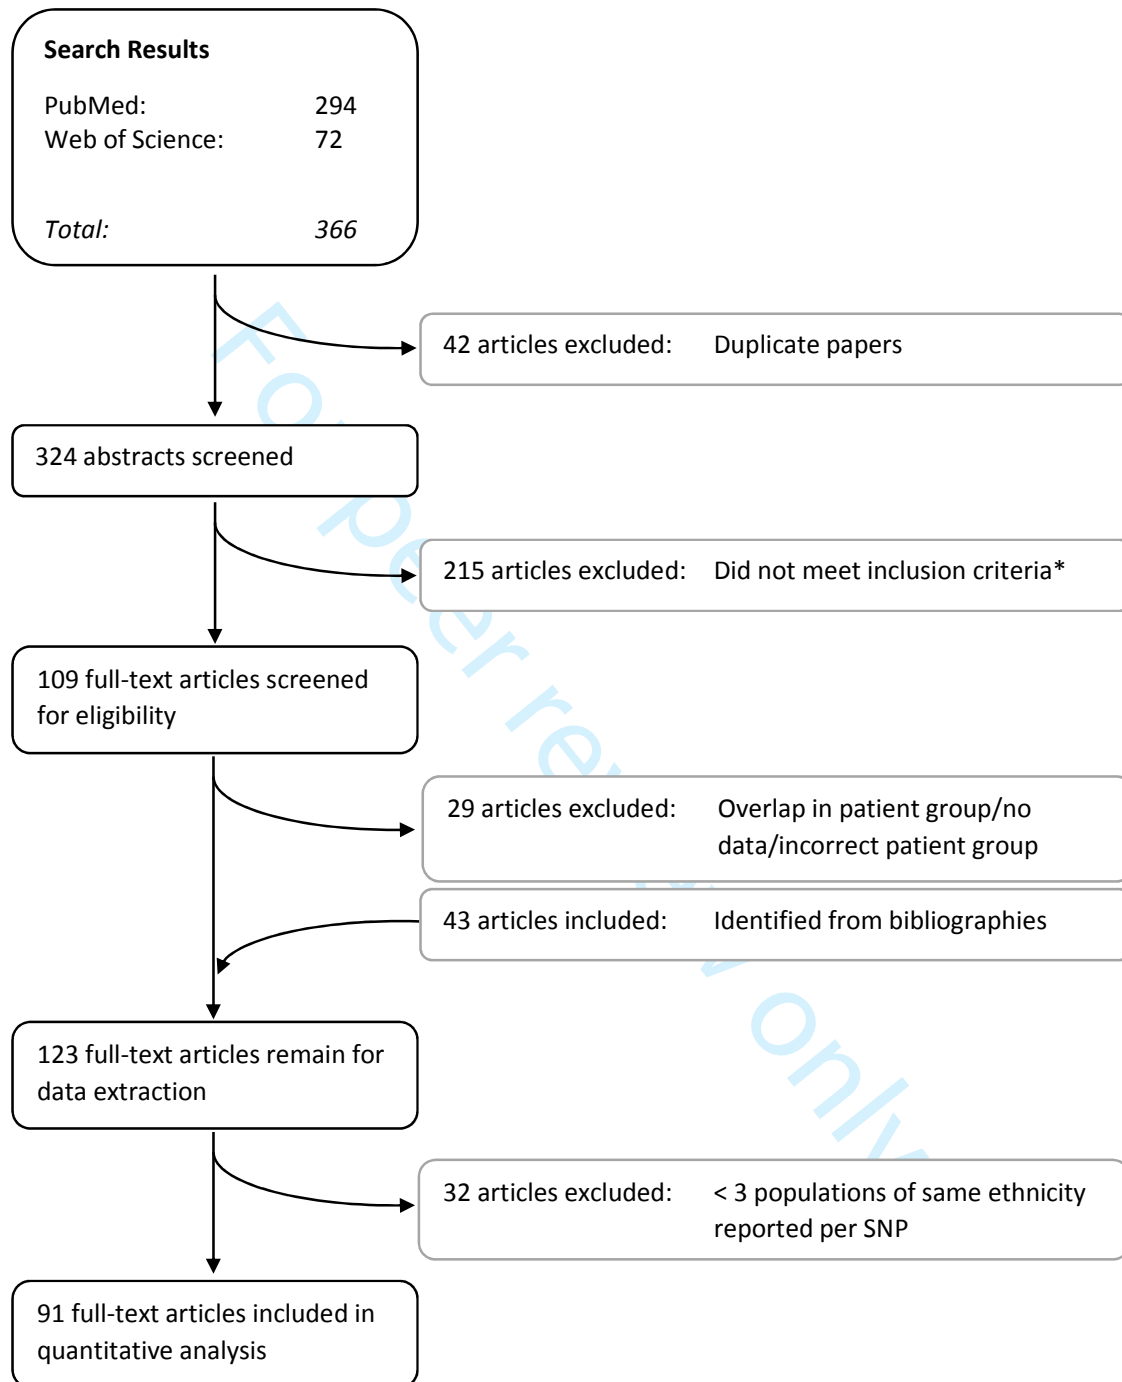 Search Results
PubMed: 294
Web of Science: 72
Total: 366
42 articles excluded: Duplicate papers
324 abstracts screened
215 articles excluded: Did not meet inclusion criteria*
109 full-text articles screened
for eligibility
29 articles excluded: Overlap in patient group/no
data/incorrect patient group
43 articles included: Identified from bibliographies
123 full-text articles remain for
data extraction
32 articles excluded: < 3 populations of same ethnicity
reported per SNP
91 full-text articles included in
quantitative analysis
For peer review only